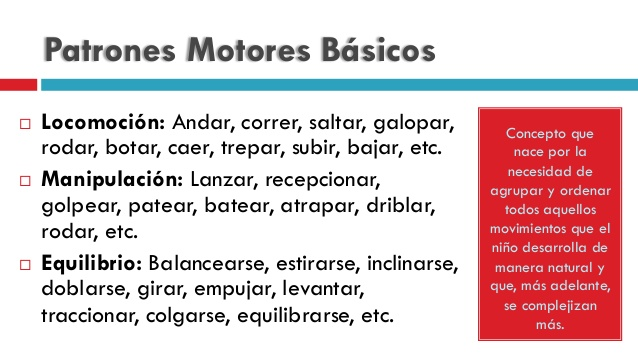 Patrones Motores Básicos
Locomoción: Andar, correr, saltar, galopar,
rodar, botar, caer, trepar, subir, bajar, etc.
Manipulación: Lanzar, recepcionar,
golpear, patear, batear, atrapar, driblar,
rodar, etc.
Equilibrio: Balancearse, estirarse, inclinarse,
doblarse, girar, empujar, levantar,
traccionar, colgarse, equilibrarse, etc.
Concepto que
nace por la
necesidad de
agrupar y ordenar
todos aquellos
movimientos que el
niño desarrolla de
manera natural y
que, más adelante,
se complejizan
más.